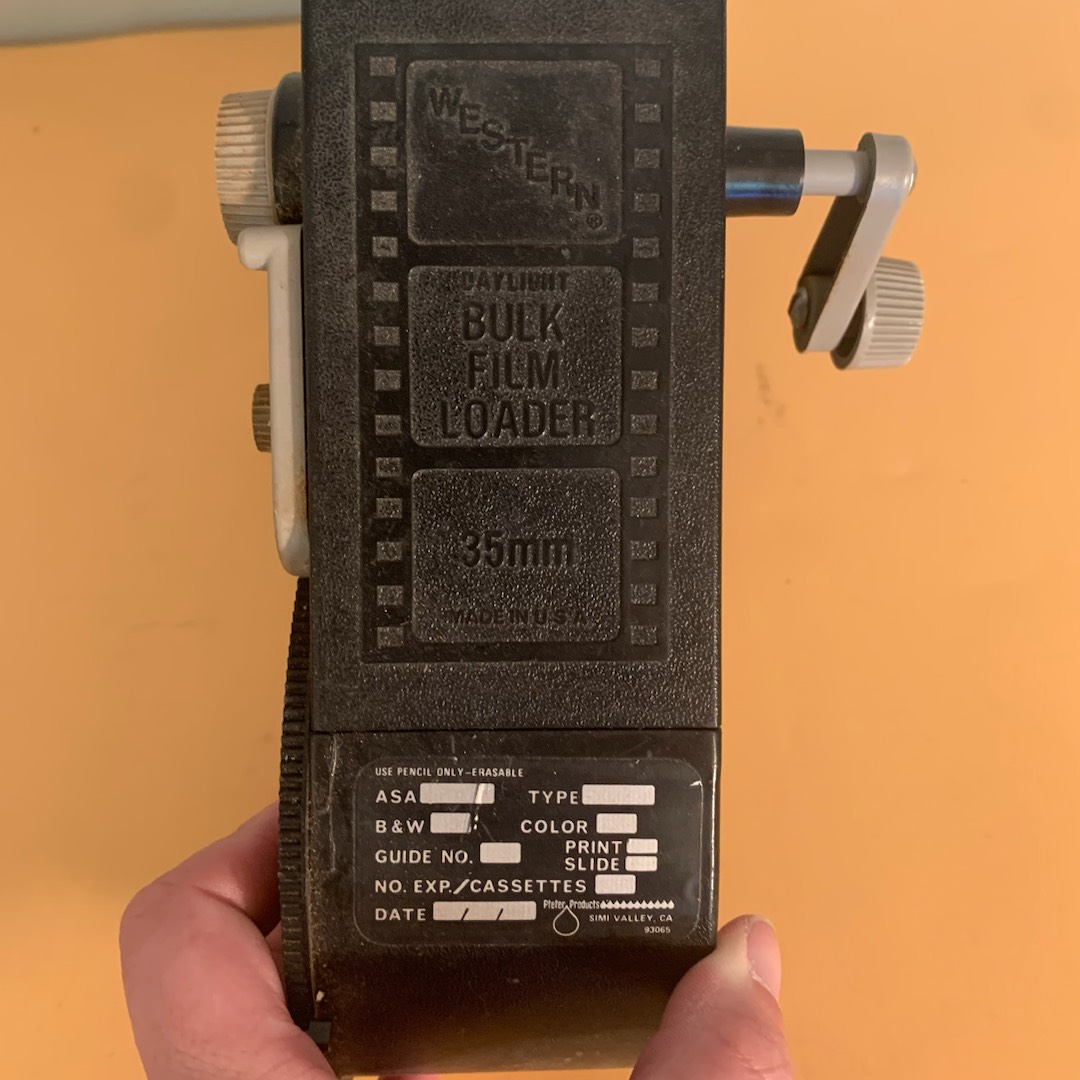 WESTERN®
DAYLIGHT
BULK
FILM
LOADER
35mm
MADE IN U.S.A.
USE PENCIL ONLY-ERASABLE
ASA TYPE
B&W COLOR
GUIDE NO. PRINT
SLIDE
NO. EXP./CASSETTES
DATE / / Pfefer Products
SIMI VALLEY, CA
93065